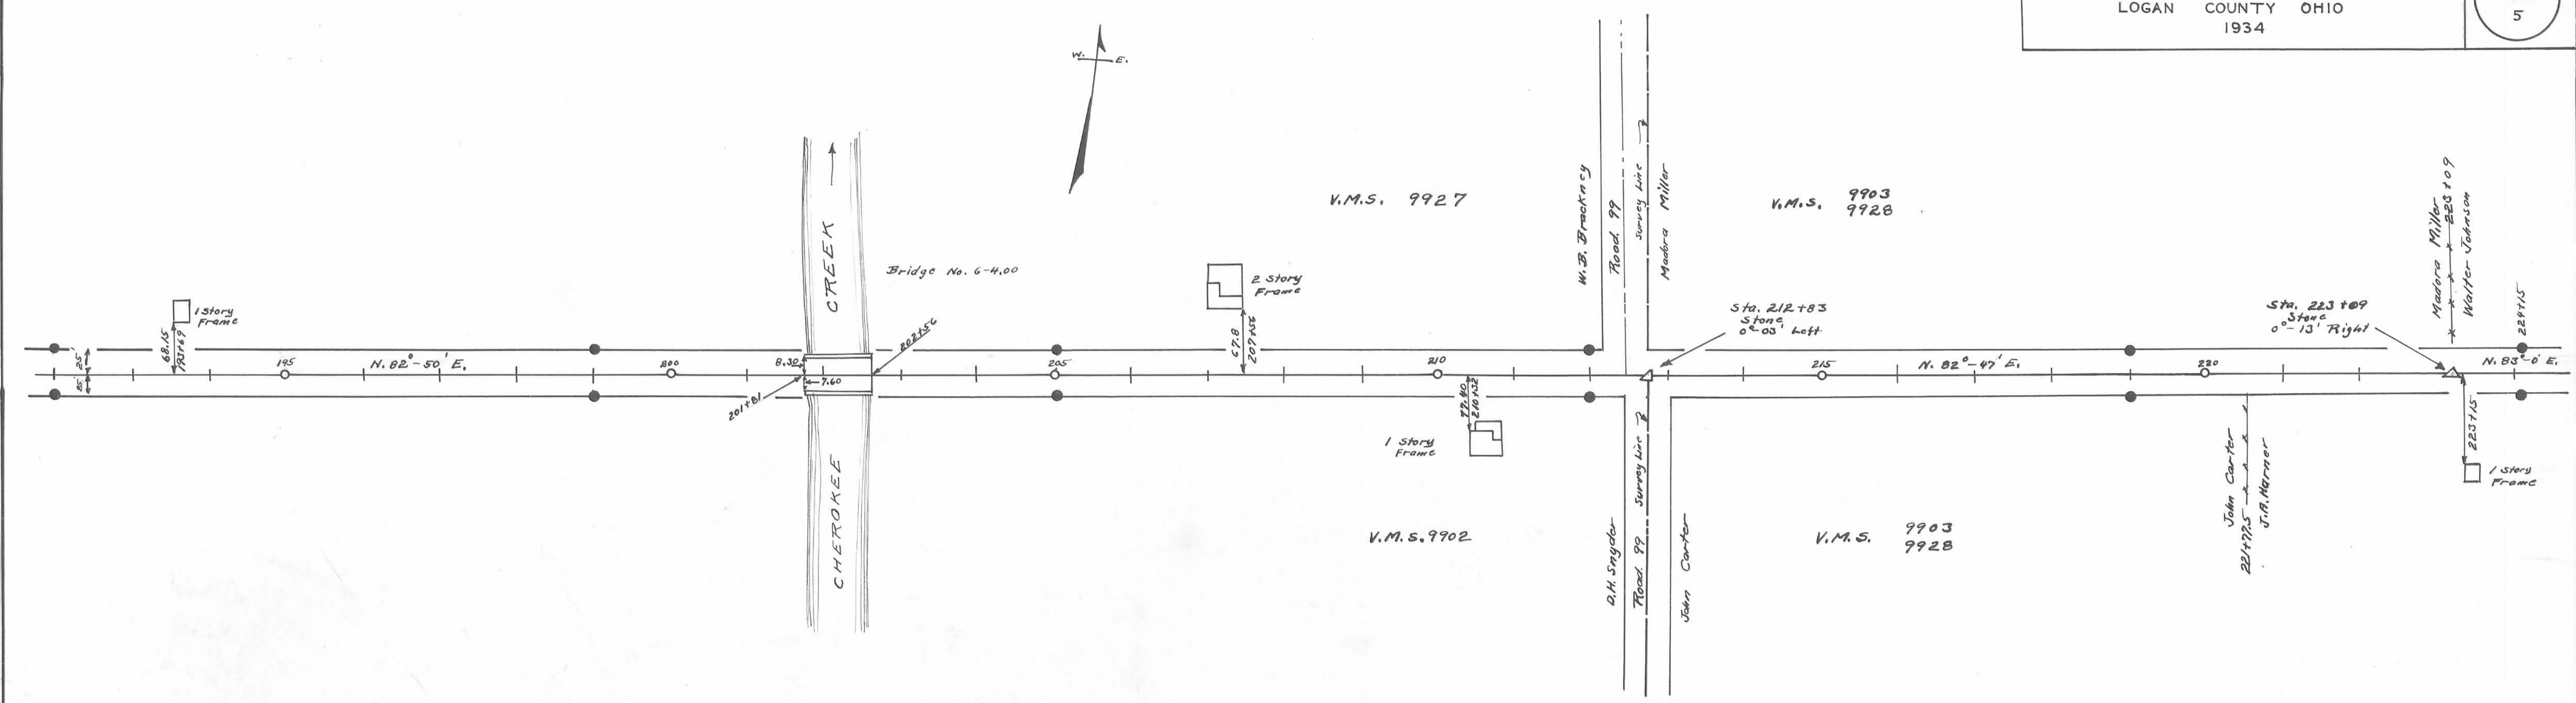 LOGAN COUNTY OHIO
1934
5
W. E.
CREEK
CHEROKEE
Bridge No. 6-4.00
1 Story
Frame
68.15
193+69
25'
25'
195
N. 82°-50' E.
200
8.30
7.60
201+81
202+56
205
2 Story
Frame
67.8
207+56
210
77.40
210+32
1 Story
Frame
V.M.S. 9927
V.M.S. 9902
W.B. Brackney
Road 99
Survey Line
Madora Miller
D.H. Snyder
Road 99
Survey Line
John Carter
V.M.S. 9903
9928
V.M.S. 9903
9928
Sta. 212+83
Stone
0°-03' Left
215
N. 82°-47' E.
220
Sta. 223+09
Stone
0°-13' Right
Madora Miller
223+09
Walter Johnson
224+15
N. 83°-0' E.
John Carter
221+77.5
J.A. Harner
223+15
1 Story
Frame